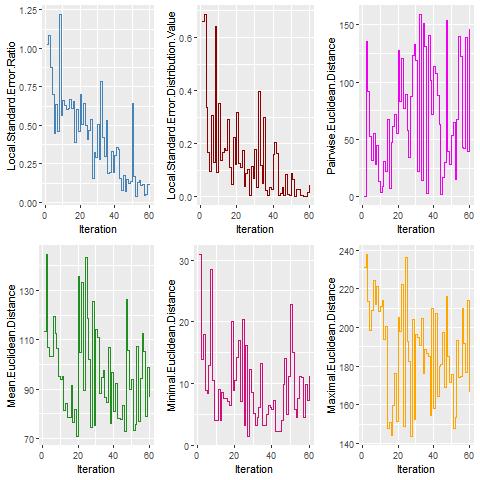 Local.Standard.Error.Ratio
1.25
1.00
0.75
0.50
0.25
0.00
0 20 40 60
Iteration
Local.Standard.Error.Distribution.Value
0.6
0.4
0.2
0.0
0 20 40 60
Iteration
Pairwise.Euclidean.Distance
150
100
50
0
0 20 40 60
Iteration
Mean.Euclidean.Distance
130
110
90
70
0 20 40 60
Iteration
Minimal.Euclidean.Distance
30
20
10
0
0 20 40 60
Iteration
Maximal.Euclidean.Distance
240
220
200
180
160
140
0 20 40 60
Iteration